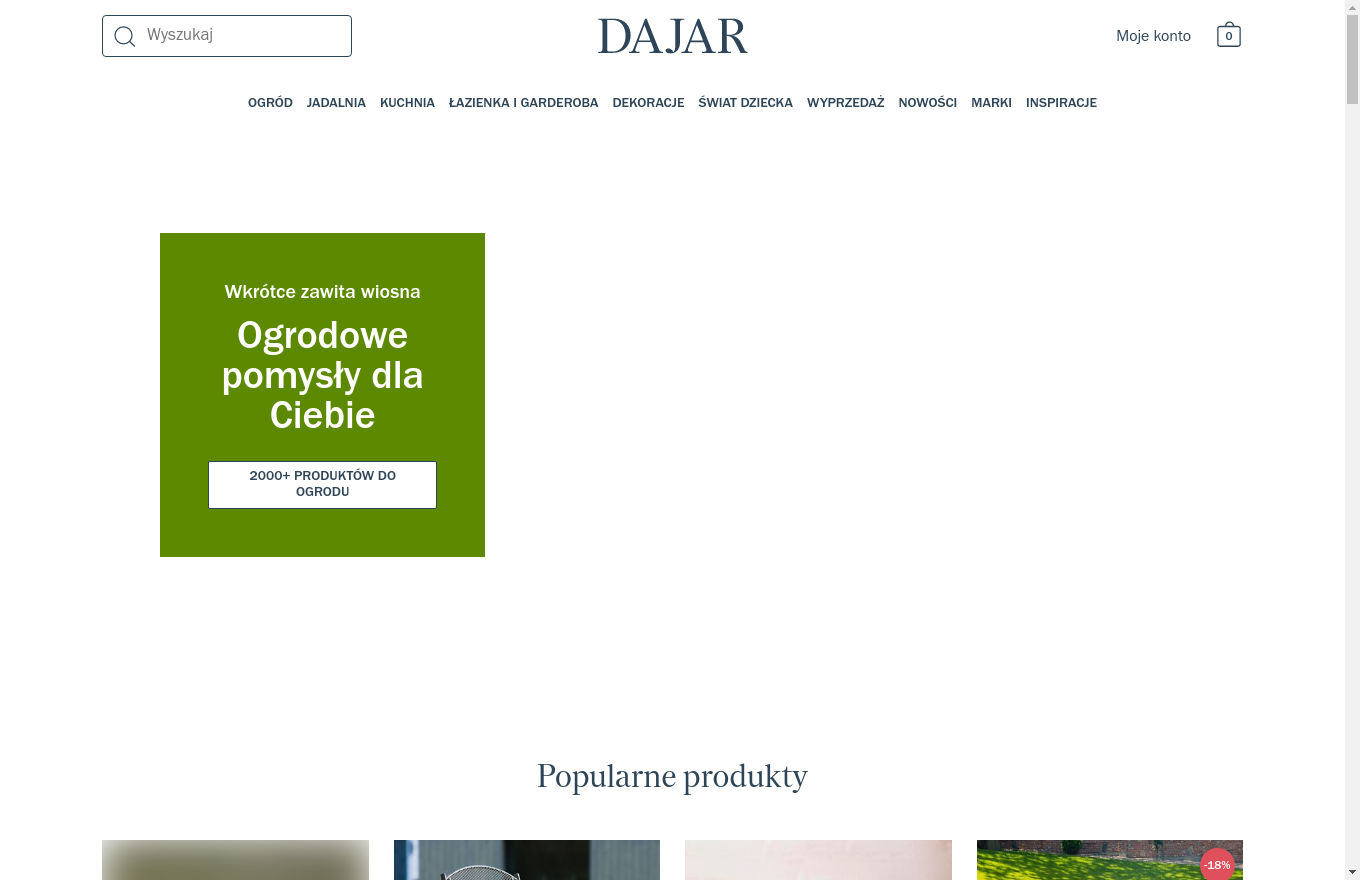 Wyszukaj
DAJAR
Moje konto
0
OGRÓD JADALNIA KUCHNIA ŁAZIENKA I GARDEROBA DEKORACJE ŚWIAT DZIECKA WYPRZEDAŻ NOWOŚCI MARKI INSPIRACJE
Wkrótce zawita wiosna
Ogrodowe
pomysły dla
Ciebie
2000+ PRODUKTÓW DO
OGRODU
Popularne produkty
-18%